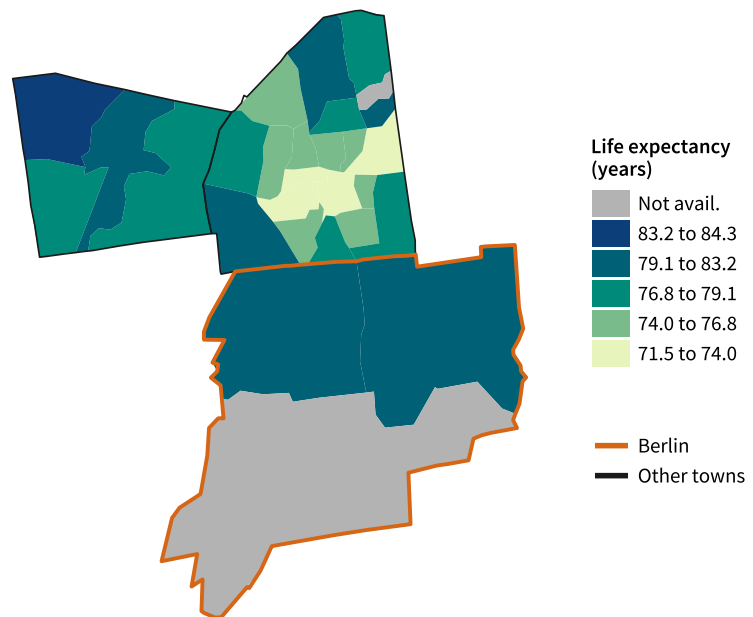 Life expectancy
(years)
Not avail.
83.2 to 84.3
79.1 to 83.2
76.8 to 79.1
74.0 to 76.8
71.5 to 74.0
Berlin
Other towns